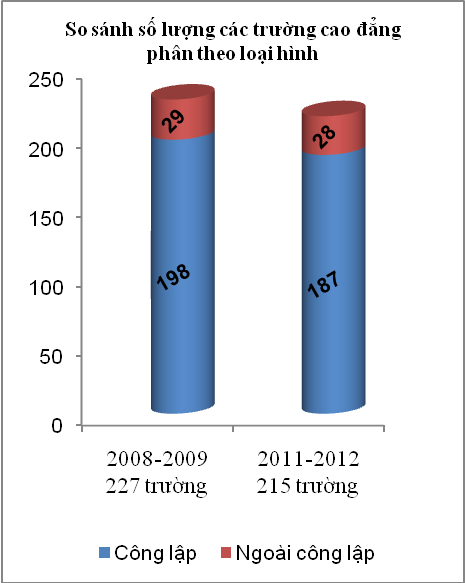 So sánh số lượng các trường cao đẳng
phân theo loại hình
250
200
150
100
50
0
29
198
28
187
2008-2009
227 trường
2011-2012
215 trường
Công lập
Ngoài công lập